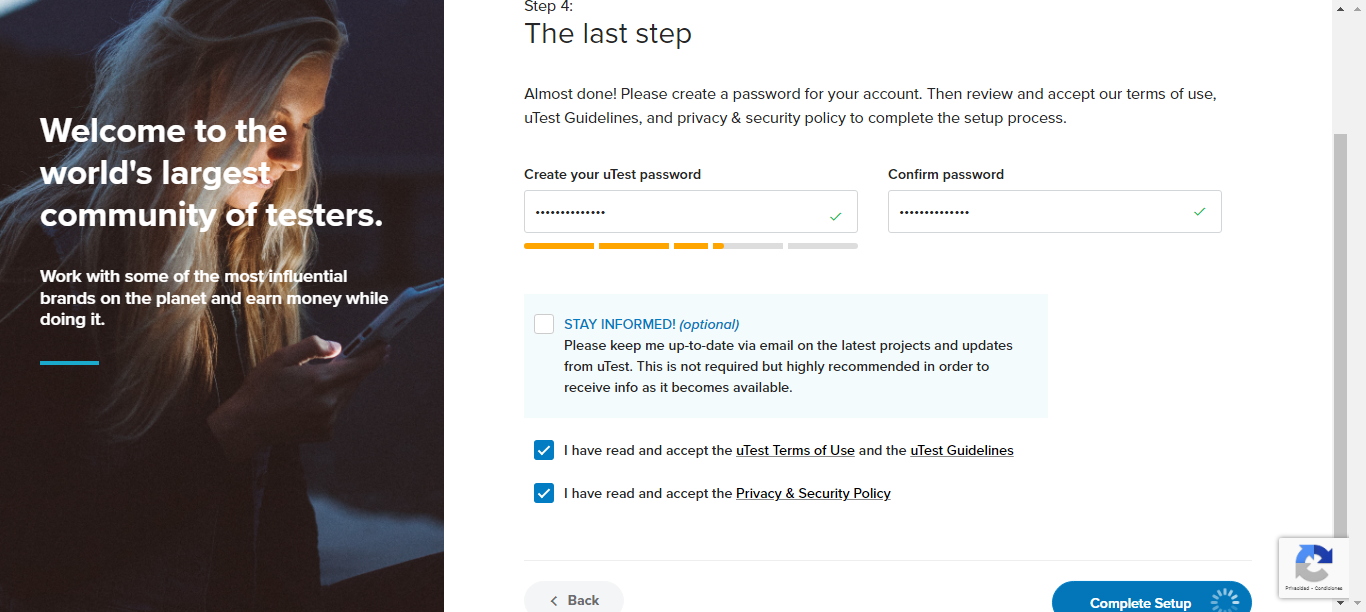 Welcome to the
world's largest
community of testers.
Work with some of the most influential
brands on the planet and earn money while
doing it.
Step 4:
The last step
Almost done! Please create a password for your account. Then review and accept our terms of use,
uTest Guidelines, and privacy & security policy to complete the setup process.
Create your uTest password
Confirm password
••••••••••••••
••••••••••••••
STAY INFORMED! (optional)
Please keep me up-to-date via email on the latest projects and updates
from uTest. This is not required but highly recommended in order to
receive info as it becomes available.
I have read and accept the uTest Terms of Use and the uTest Guidelines
I have read and accept the Privacy & Security Policy
Back
Complete Setup
Privacidad - Condiciones